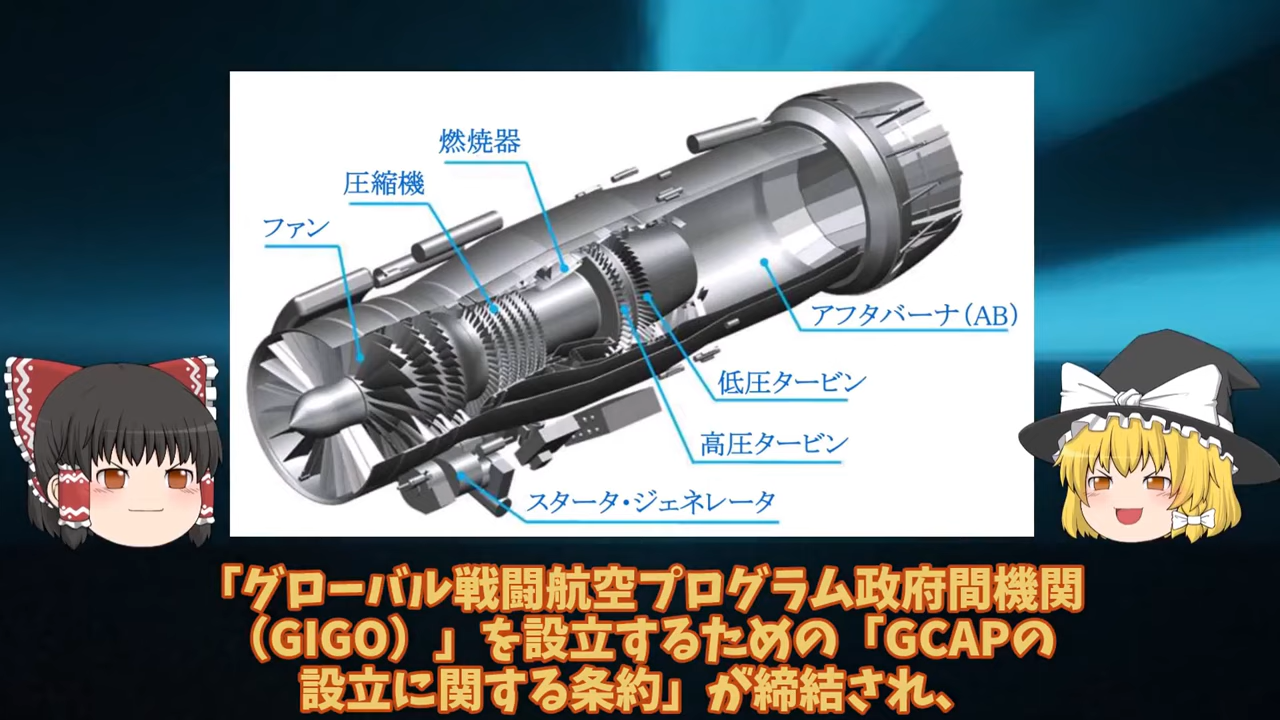 燃焼器
圧縮機
ファン
アフタバーナ(AB)
低圧タービン
高圧タービン
スタータ・ジェネレータ
「グローバル戦闘航空プログラム政府間機関
(GIGO)」を設立するための「GCAPの
設立に関する条約」が締結され、